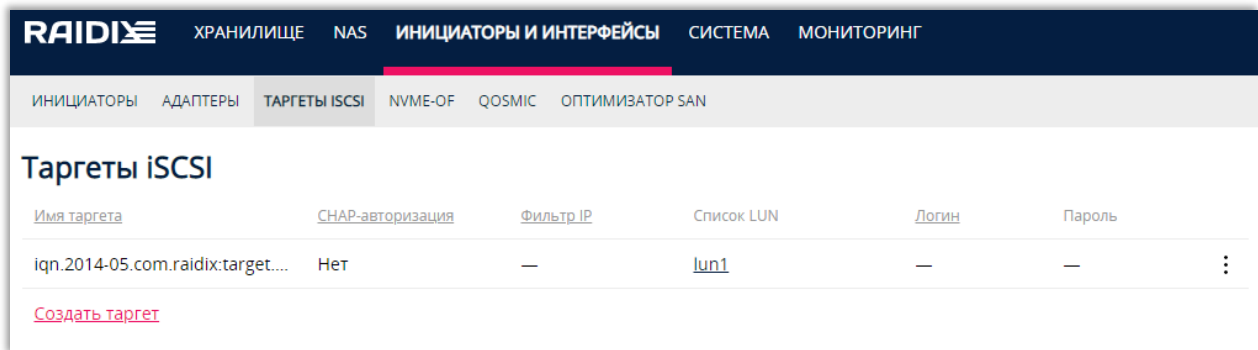 RAIDIX ХРАНИЛИЩЕ NAS ИНИЦИАТОРЫ И ИНТЕРФЕЙСЫ СИСТЕМА МОНИТОРИНГ
ИНИЦИАТОРЫ АДАПТЕРЫ ТАРГЕТЫ ISCSI NVME-OF QOSMIC ОПТИМИЗАТОР SAN
Таргеты iSCSI
Имя таргета CHAP-авторизация Фильтр IP Список LUN Логин Пароль
iqn.2014-05.com.raidix:target.... Нет — lun1 — —
Создать таргет